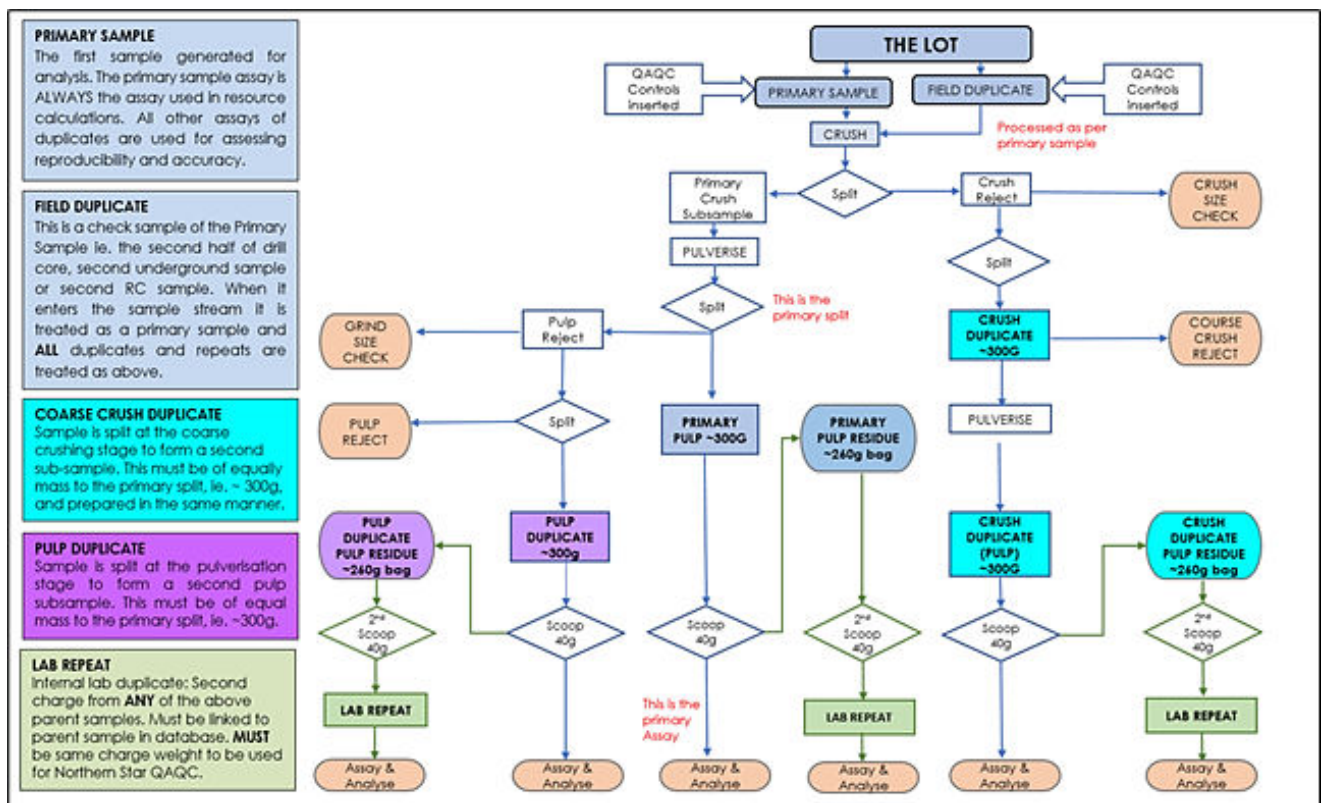 PRIMARY SAMPLE
The first sample generated for
analysis. The primary sample assay is
ALWAYS the assay used in resource
calculations. All other assays of
duplicates are used for assessing
reproducibility and accuracy.
FIELD DUPLICATE
This is a check sample of the Primary
Sample ie. the second half of drill
core, second underground sample
or second RC sample. When it
enters the sample stream it is
treated as a primary sample and
ALL duplicates and repeats are
treated as above.
COARSE CRUSH DUPLICATE
Sample is split at the coarse
crushing stage to form a second
sub-sample. This must be of equally
mass to the primary split, ie. ~ 300g,
and prepared in the same manner.
PULP DUPLICATE
Sample is split at the pulverisation
stage to form a second pulp
subsample. This must be of equal
mass to the primary split, ie. ~300g.
LAB REPEAT
Internal lab duplicate: Second
charge from ANY of the above
parent samples. Must be linked to
parent sample in database. MUST
be same charge weight to be used
for Northern Star QAQC.
THE LOT
QAQC
Controls
Inserted
PRIMARY SAMPLE
FIELD DUPLICATE
QAQC
Controls
Inserted
CRUSH
Processed as per
primary sample
Primary
Crush
Subsample
Split
Crush
Reject
CRUSH
SIZE
CHECK
PULVERISE
Split
Split
This is the
primary split
GRIND
SIZE
CHECK
Pulp
Reject
CRUSH
DUPLICATE
~300G
COURSE
CRUSH
REJECT
PULP
REJECT
Split
PRIMARY
PULP ~300G
PRIMARY
PULP RESIDUE
~260g bag
PULVERISE
PULP
DUPLICATE
PULP RESIDUE
~260g bag
PULP
DUPLICATE
~300g
CRUSH
DUPLICATE
(PULP)
~300G
CRUSH
DUPLICATE
PULP RESIDUE
~260g bag
2nd
Scoop
40g
Scoop
40g
Scoop
40g
2nd
Scoop
40g
Scoop
40g
2nd
Scoop
40g
LAB REPEAT
This is the
primary
Assay
LAB REPEAT
LAB REPEAT
Assay &
Analyse
Assay &
Analyse
Assay &
Analyse
Assay &
Analyse
Assay &
Analyse
Assay &
Analyse